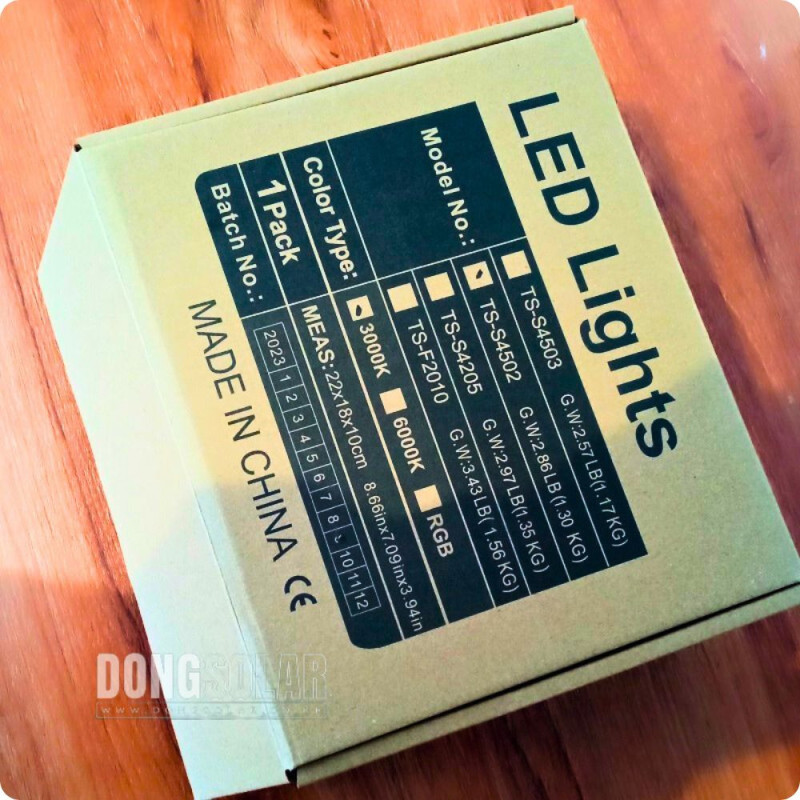 LED Lights
Model No.:
TS-S4503 G.W:2.57LB(1.17KG)
TS-S4502 G.W:2.86LB(1.30 KG)
TS-S4205 G.W:2.97LB(1.35 KG)
TS-F2010 G.W:3.43LB( 1.56 KG)
Color Type: 3000K 6000K RGB
1 Pack MEAS: 22x18x10cm 8.66inx7.09inx3.94in
Batch No.: 2023 1 2 3 4 5 6 7 8 10 11 12
MADE IN CHINA CE
DONGSOLAR